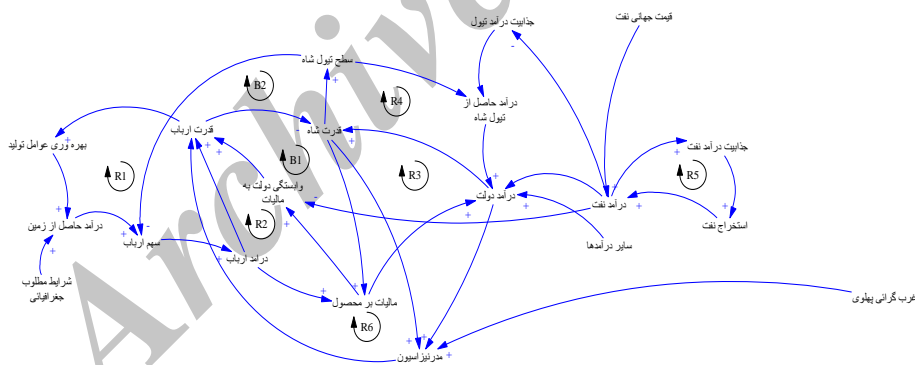 جذابیت درآمد تیول
قیمت جهانی نفت
سطح تیول شاه
B2
R4
درآمد حاصل از
تیول شاه
قدرت ارباب
قدرت شاه
بهره وری عوامل تولید
جذابیت درآمد نفت
B1
R3
R5
R1
وابستگی دولت به
مالیات
درآمد دولت
درآمد نفت
درآمد حاصل از زمین
R2
استخراج نفت
سهم ارباب
سایر درآمدها
درامد ارباب
شرایط مطلوب
جغرافیائی
مالیات بر محصول
غرب گرائی پهلوی
R6
مدرنیزاسیون
Archive